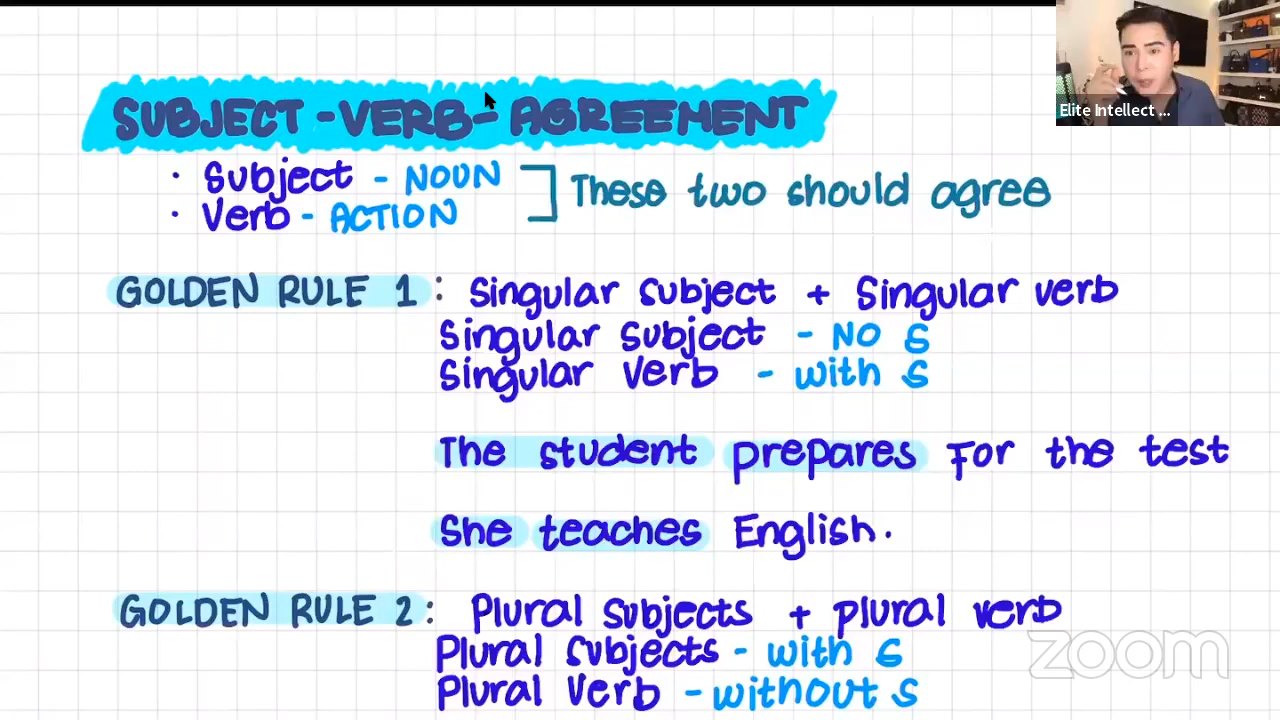 SUBJECT -VERB- AGREEMENT
Elite Intellect ...
· Subject - NOUN
· Verb - ACTION
These two should agree
GOLDEN RULE 1 : Singular subject + Singular verb
Singular Subject - NO S
Singular Verb - with S
The student prepares For the test
She teaches English.
GOLDEN RULE 2 : Plural Subjects + plural verb
Plural Subjects - with S
Plural Verb - without S
zoom